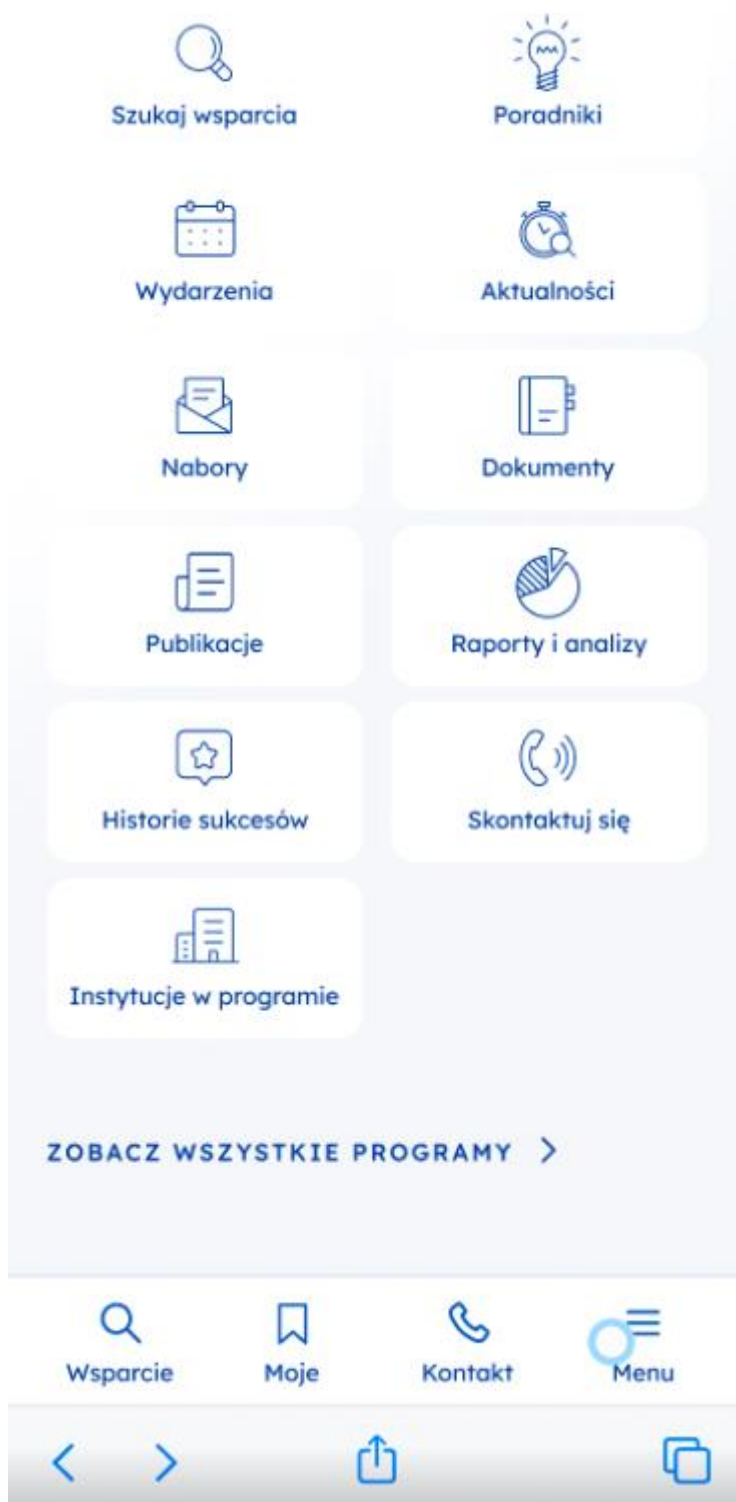 Szukaj wsparcia
Poradniki
Wydarzenia
Aktualności
Nabory
Dokumenty
Publikacje
Raporty i analizy
Historie sukcesów
Skontaktuj się
Instytucje w programie
ZOBACZ WSZYSTKIE PROGRAMY
Wsparcie
Moje
Kontakt
Menu